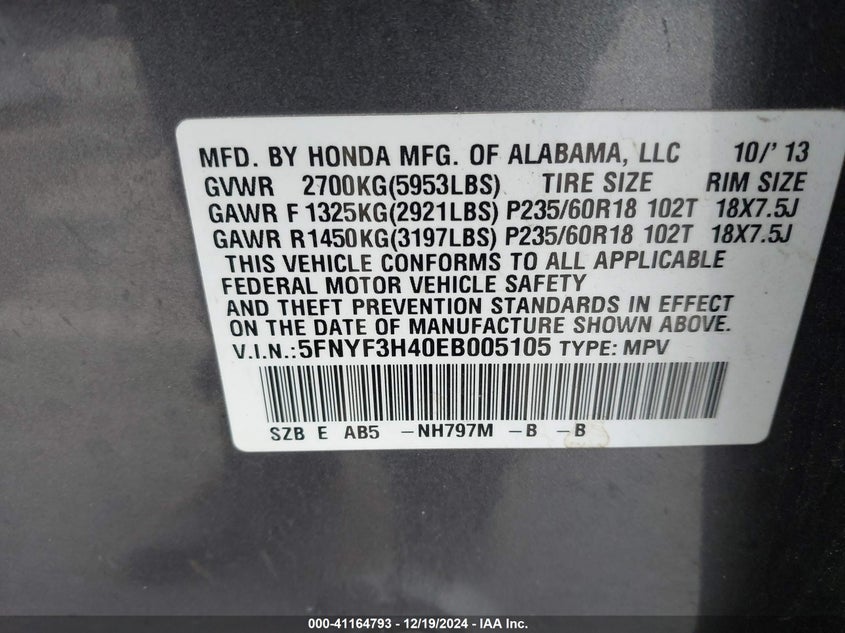 MFD. BY HONDA MFG. OF ALABAMA, LLC 10/'13
GVWR 2700KG(5953LBS) TIRE SIZE RIM SIZE
GAWR F 1325KG(2921LBS) P235/60R18 102T 18X7.5J
GAWR R1450KG(3197LBS) P235/60R18 102T 18X7.5J
THIS VEHICLE CONFORMS TO ALL APPLICABLE
FEDERAL MOTOR VEHICLE SAFETY
AND THEFT PREVENTION STANDARDS IN EFFECT
ON THE DATE OF MANUFACTURE SHOWN ABOVE.
V.I.N.:5FNYF3H40EB005105 TYPE: MPV
SZB E AB5 -NH797M -B -B
000-41164793 - 12/19/2024 - IAA Inc.